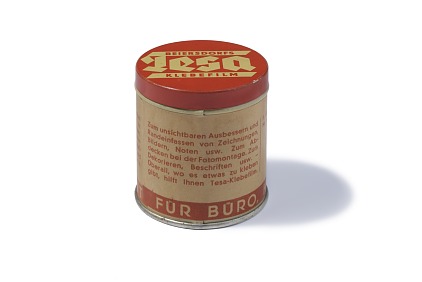 BEIERSDORFS
Tesa
KLEBEFILM
Zum unsichtbaren Ausbessern und
Randeinfassen von Zeichnungen,
Bildern, Noten usw. Zum Ab-
decken bei der Fotomontage. Zum
Dekorieren, Beschriften usw.
Überall, wo es etwas zu kleben
gibt, hilft Ihnen Tesa-Klebefilm.
FÜR BÜRO,